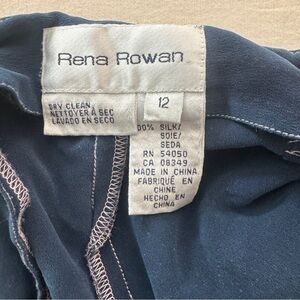 Rena Rowan
DRY CLEAN
NETTOYER A SEC
LAVADO EN SECO
12
00% SILK/
SOIE/
SEDA
RN 54050
CA 08349
MADE IN CHINA
FABRIQUÉ EN
CHINE
HECHO EN
CHINA